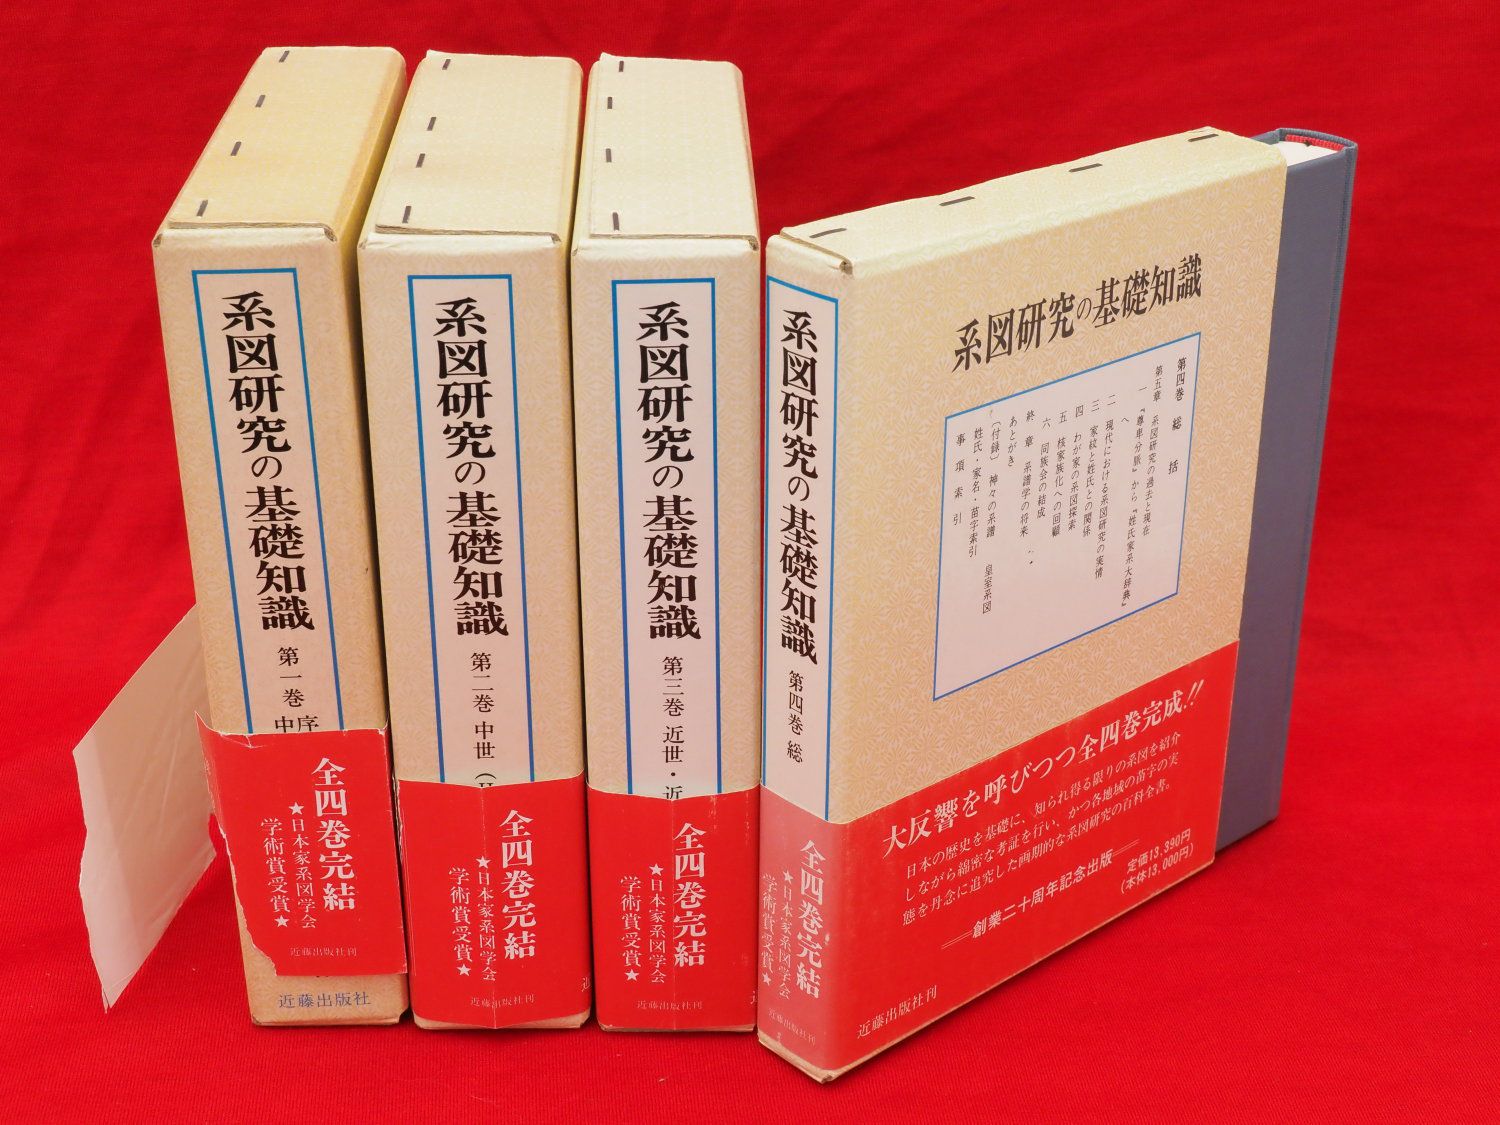 系図研究の基礎知識
第一巻
序
中
全四巻完結
★日本家系図学会
学術賞受賞★
近藤出版社刊
近藤出版社
系図研究の基礎知識
第二巻 中世
全四巻完結
★日本家系図学会
学術賞受賞★
近藤出版社刊
系図研究の基礎知識
第三巻 近世・近
全四巻完結
★日本家系図学会
学術賞受賞★
近藤出版社刊
系図研究の基礎知識
第四巻 総
全四巻完結
★日本家系図学会
学術賞受賞★
近藤出版社刊
系図研究の基礎知識
第四巻 総括
第五章 系図研究の過去と現在
一 『尊卑分脈』から『姓氏家系大辞典』
へ
二 現代における系図研究の実情
三 家紋と姓氏との関係
四 わが家の系図探索
五 核家族化への回顧
六 同族会の結成
終章 系譜学の将来
あとがき
〔付録〕 神々の系譜 皇室系図
姓氏・家名・苗字索引
事項索引
大反響を呼びつつ全四巻完成!!
日本の歴史を基礎に、知られ得る限りの系図を紹介
しながら綿密な考証を行い、かつ各地域の苗字の実
態を丹念に追究した画期的な系図研究の百科全書。
——創業二十周年記念出版——
定価13,390円
(本体13,000円)
近藤出版社刊